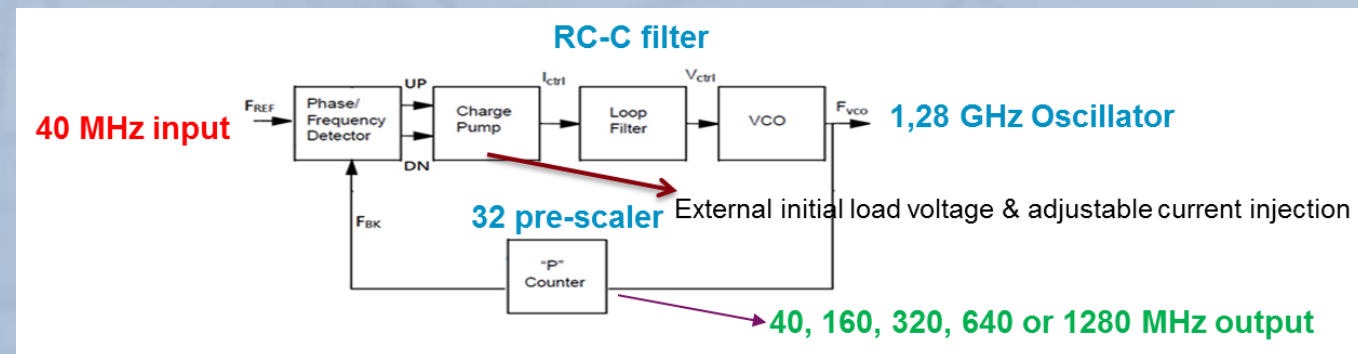 RC-C filter
40 MHz input
FREF
Phase/
Frequency
Detector
UP
DN
Charge
Pump
Ictrl
Loop
Filter
Vctrl
VCO
Fvco
1,28 GHz Oscillator
External initial load voltage & adjustable current injection
32 pre-scaler
FBK
"P"
Counter
40, 160, 320, 640 or 1280 MHz output